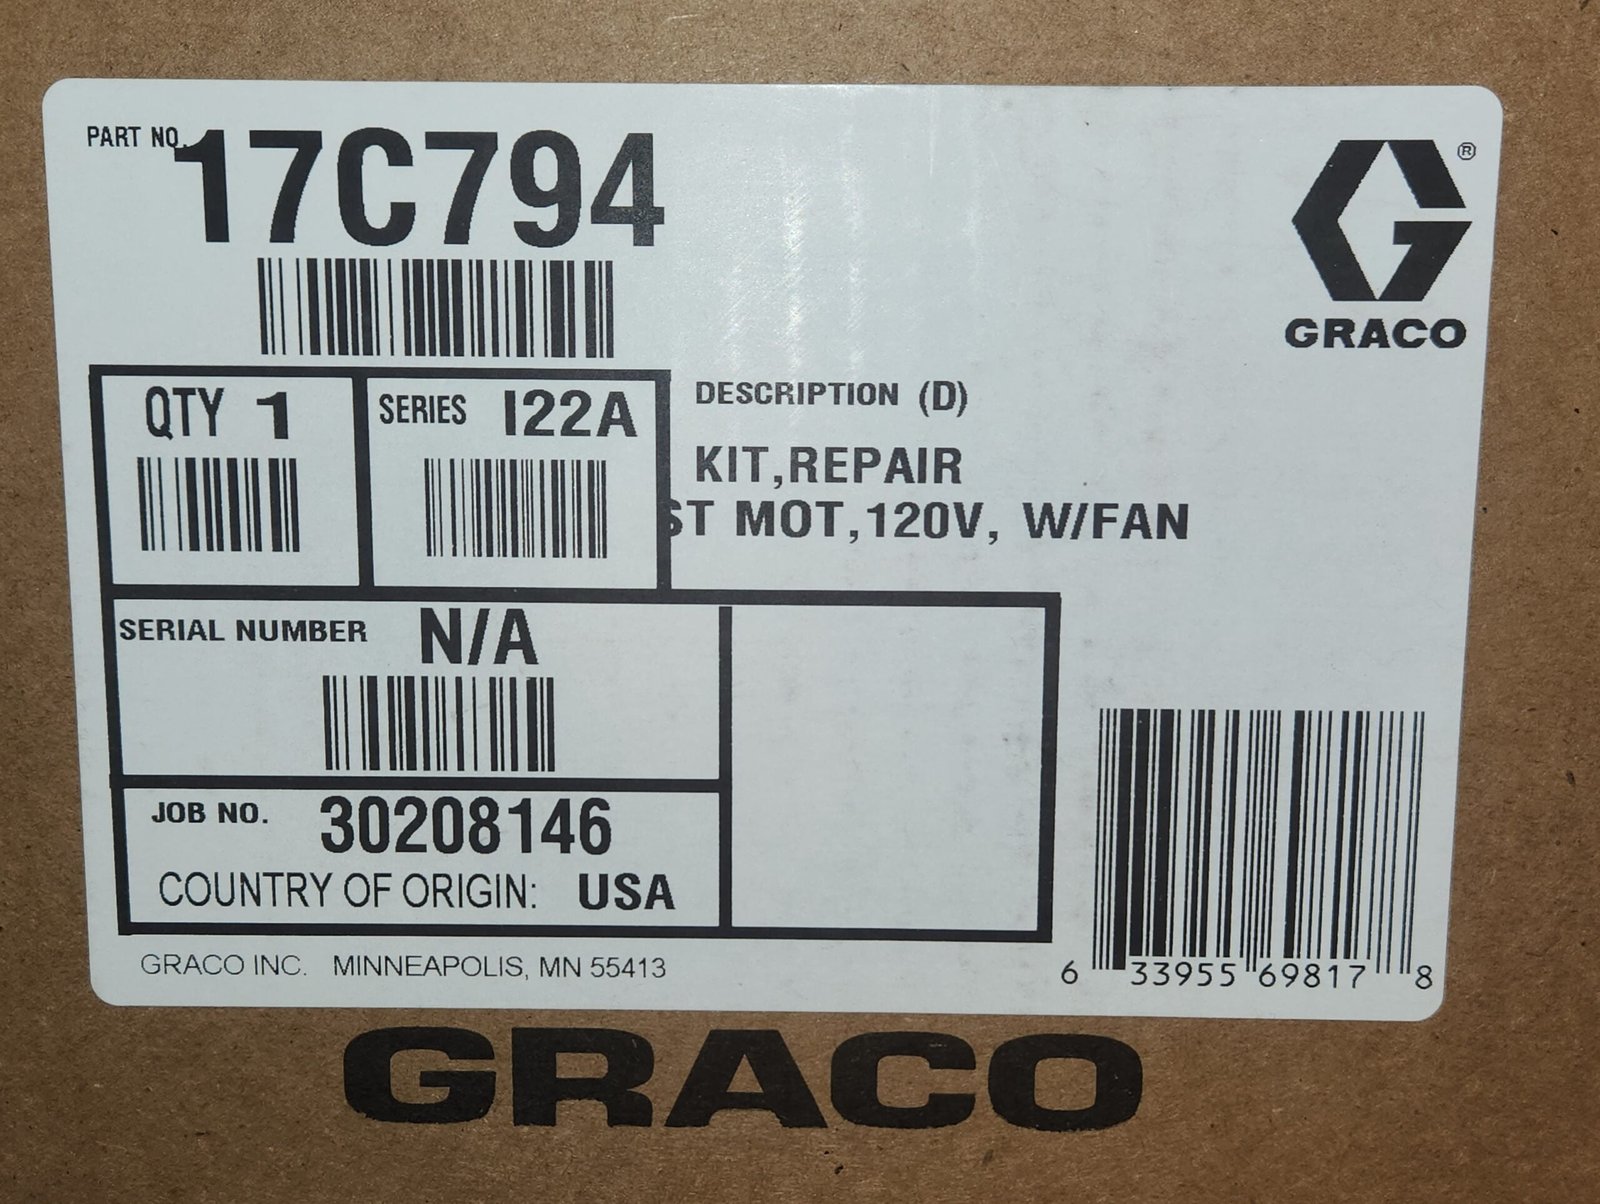 PART NO. 17C794
®
GRACO
QTY 1
SERIES I22A
DESCRIPTION (D)
KIT,REPAIR
ST MOT,120V, W/FAN
SERIAL NUMBER N/A
JOB NO. 30208146
COUNTRY OF ORIGIN: USA
GRACO INC. MINNEAPOLIS, MN 55413
6 33955 69817 8
GRACO